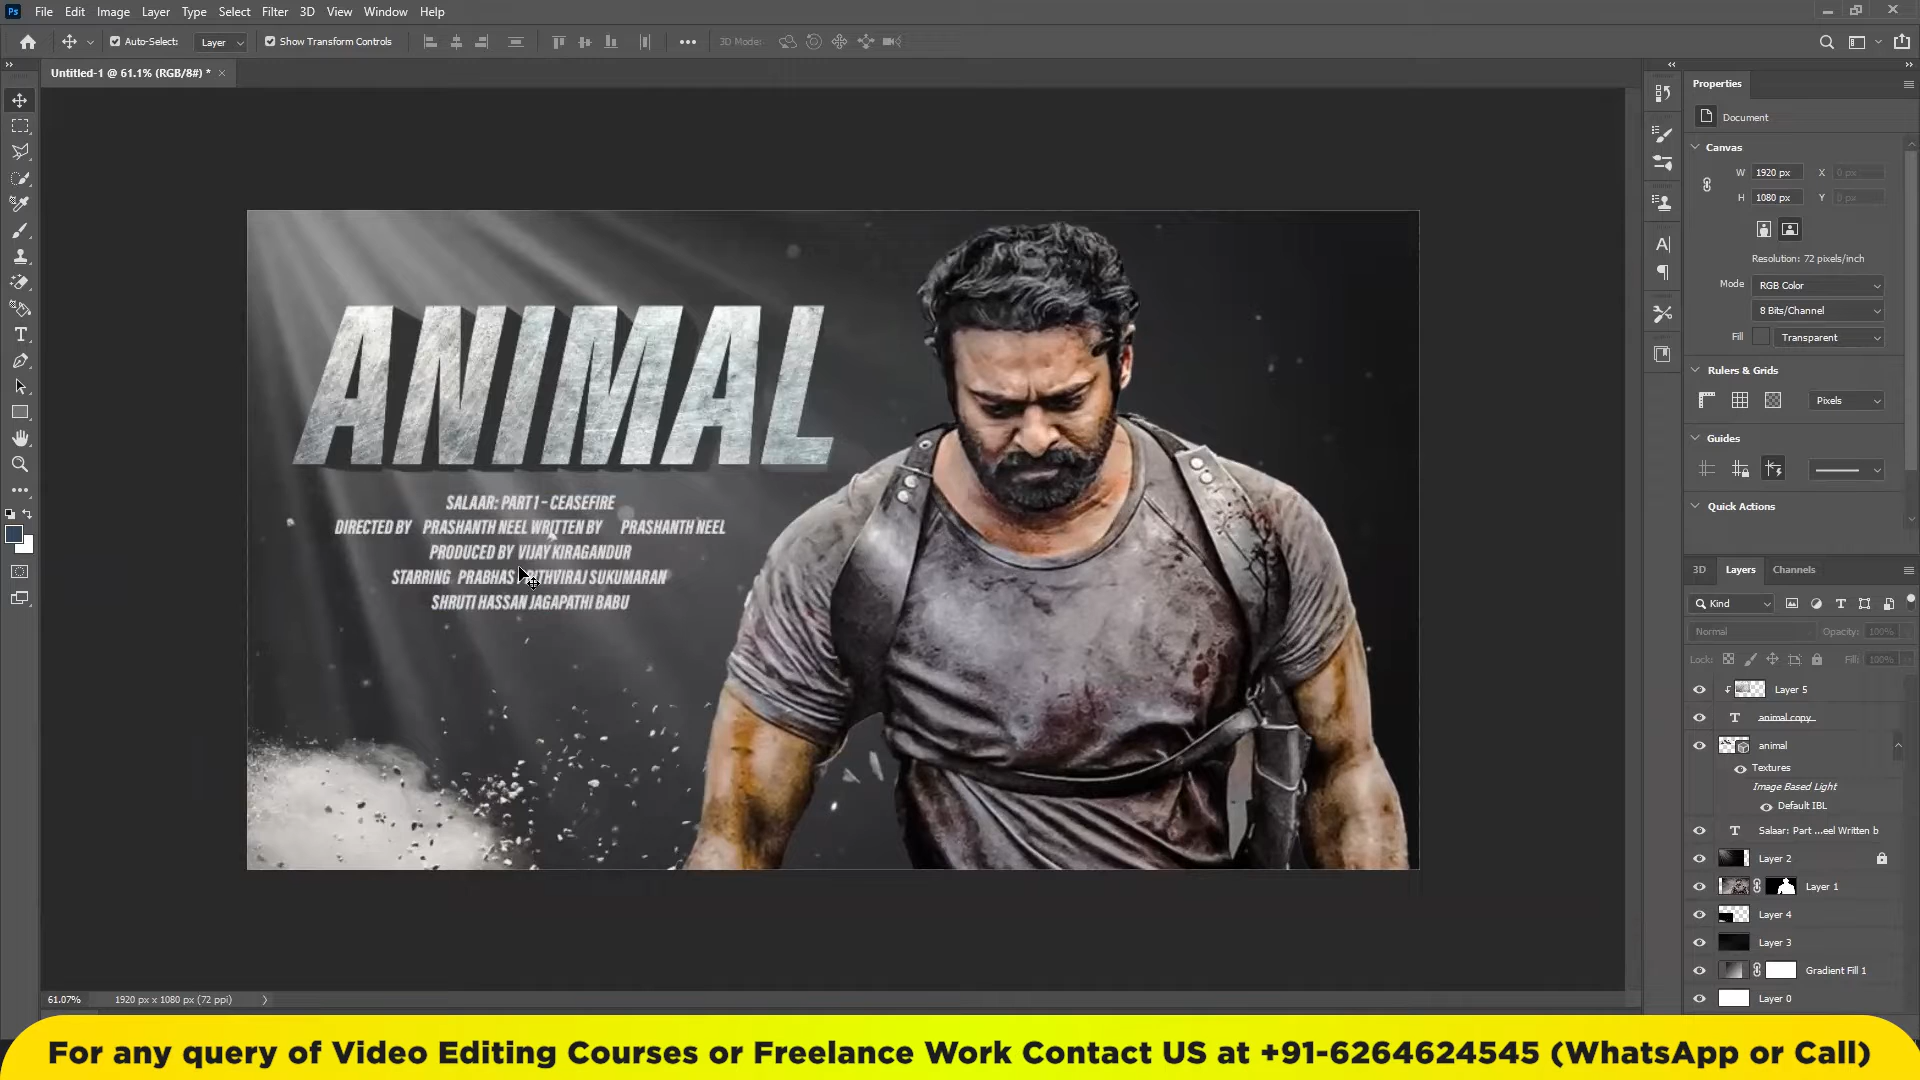 Ps File Edit Image Layer Type Select Filter 3D View Window Help
Auto-Select: Layer Show Transform Controls 3D Mode:
Untitled-1 @ 61.1% (RGB/8#) * ×
Properties
Document
Canvas
W 1920 px X 0 px
H 1080 px Y 0 px
Resolution: 72 pixels/inch
Mode RGB Color
8 Bits/Channel
Fill Transparent
Rulers & Grids
Pixels
Guides
Quick Actions
3D Layers Channels
Kind
Normal Opacity: 100%
Lock: Fill: 100%
Layer 5
animal copy
animal
Textures
Image Based Light
Default IBL
Salaar: Part ...eel Written b
Layer 2
Layer 1
Layer 4
Layer 3
Gradient Fill 1
Layer 0
ANIMAL
SALAAR: PART 1 - CEASEFIRE
DIRECTED BY PRASHANTH NEEL WRITTEN BY PRASHANTH NEEL
PRODUCED BY VIJAY KIRAGANDUR
STARRING PRABHAS PRITHVIRAJ SUKUMARAN
SHRUTI HASSAN JAGAPATHI BABU
61.07% 1920 px x 1080 px (72 ppi)
For any query of Video Editing Courses or Freelance Work Contact US at +91-6264624545 (WhatsApp or Call)